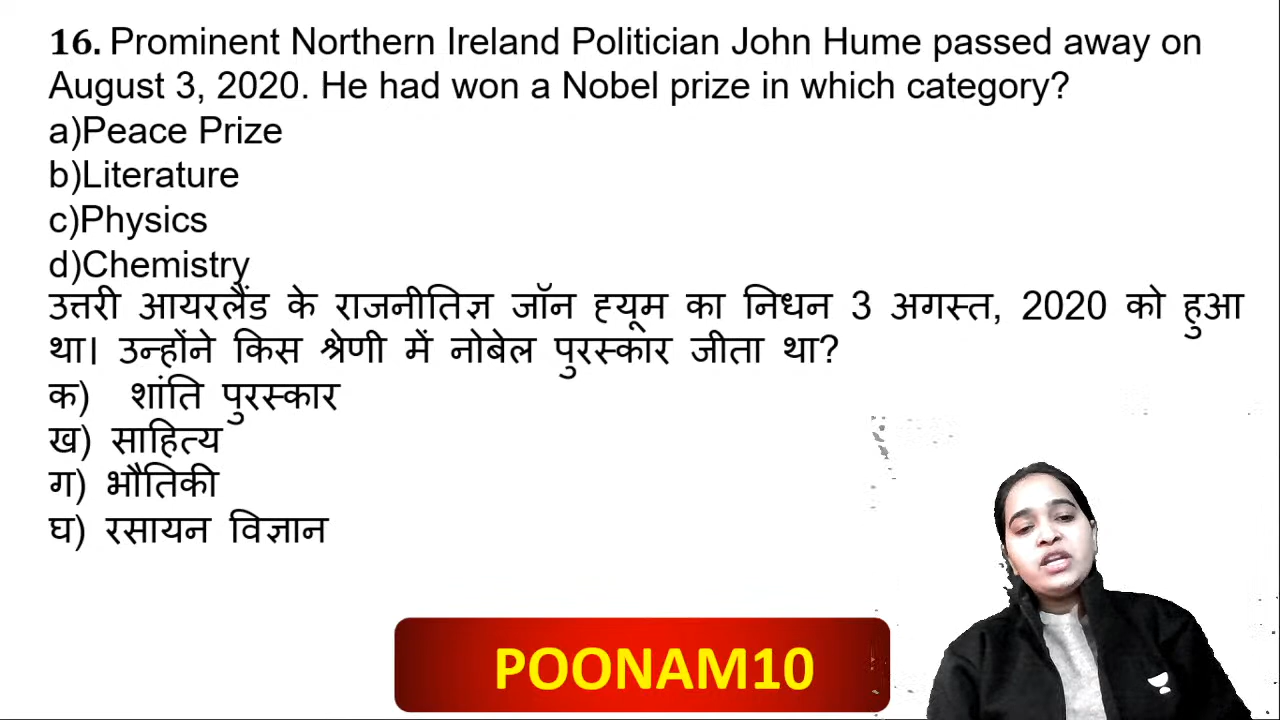 16. Prominent Northern Ireland Politician John Hume passed away on
August 3, 2020. He had won a Nobel prize in which category?
a)Peace Prize
b)Literature
c)Physics
d)Chemistry
उत्तरी आयरलैंड के राजनीतिज्ञ जॉन ह्यूम का निधन 3 अगस्त, 2020 को हुआ
था। उन्होंने किस श्रेणी में नोबेल पुरस्कार जीता था?
क) शांति पुरस्कार
ख) साहित्य
ग) भौतिकी
घ) रसायन विज्ञान
POONAM10